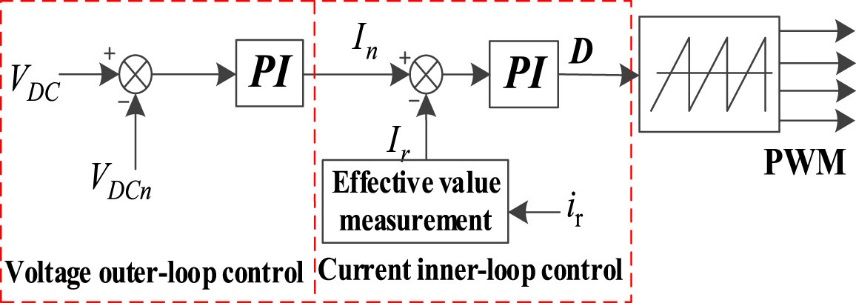 V_DC
+
−
V_DCn
PI
I_n
+
−
I_r
PI
D
Effective value
measurement
i_r
PWM
Voltage outer-loop control
Current inner-loop control